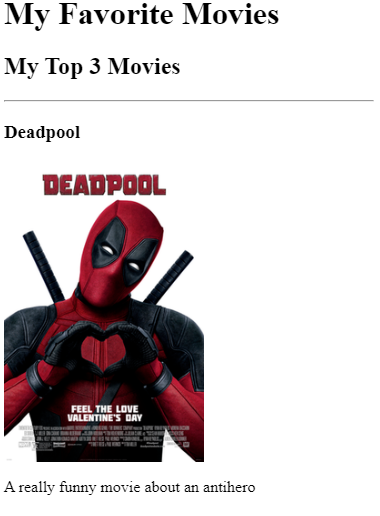 My Favorite Movies
My Top 3 Movies
Deadpool
DEADPOOL
FEEL THE LOVE
VALENTINE'S DAY
A really funny movie about an antihero